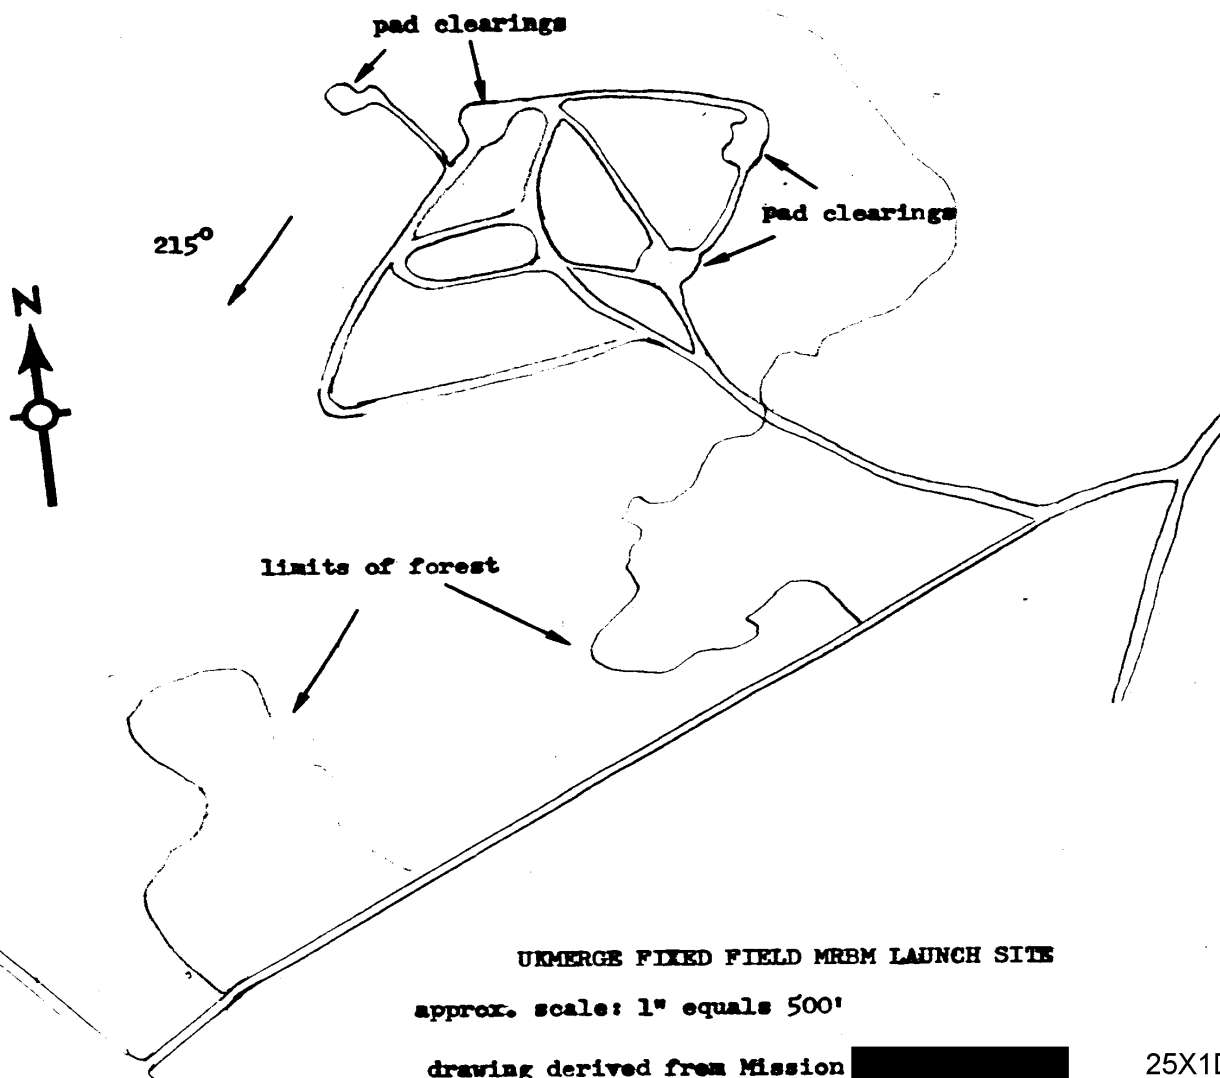 pad clearings
215°
pad clearings
N
limits of forest
UKMERGE FIXED FIELD MRBM LAUNCH SITE
approx. scale: 1" equals 500'
drawing derived from Mission
25X1D